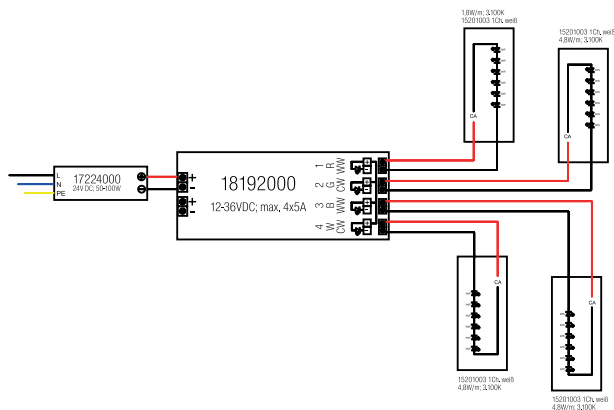 1,8W/m; 3.100K
15201003 1Ch. weiß
15201003 1Ch. weiß
4,8W/m; 3.100K
CA
CA
L
N
PE
17224000
24V DC; 50-100W
+
-
+
-
18192000
12-36VDC; max. 4x5A
1 R WW
2 G CW
3 B WW
4 W CW
CA
CA
15201003 1Ch. weiß
4,8W/m; 3.100K
15201003 1Ch. weiß
4,8W/m; 3.100K